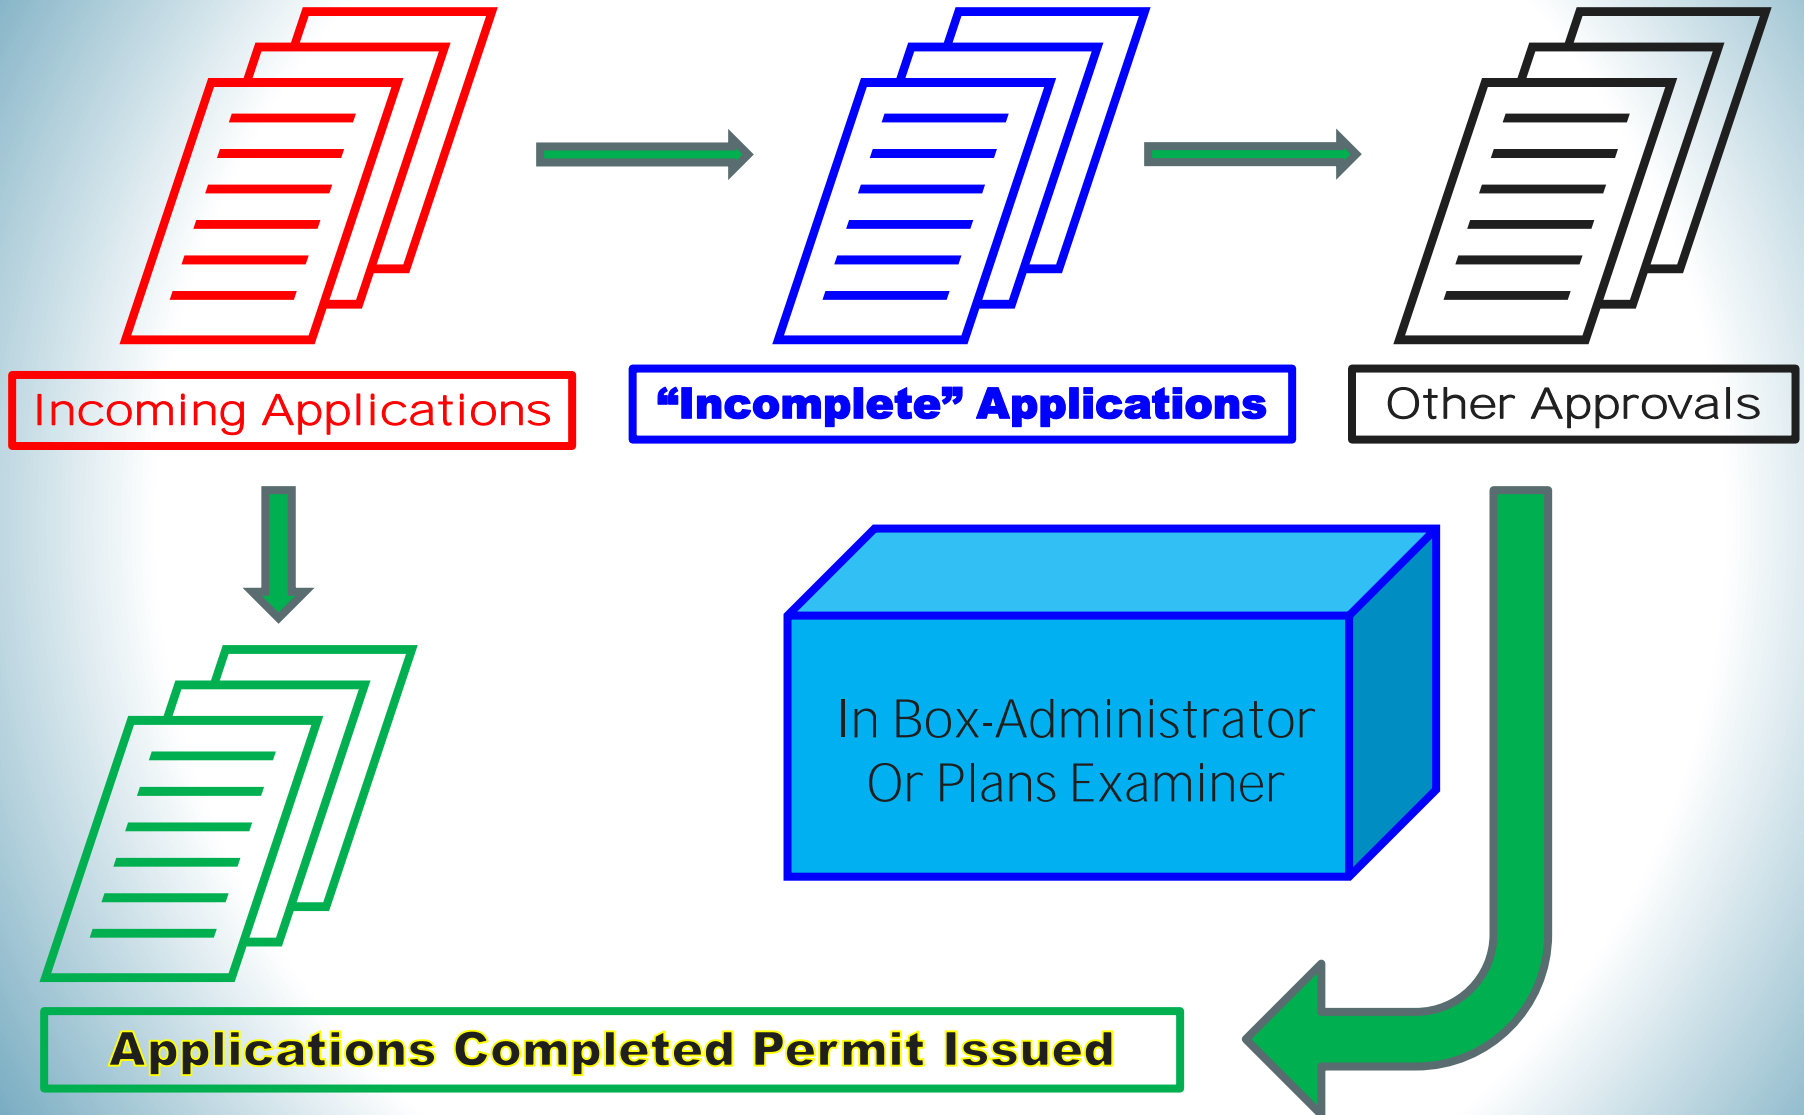 Incoming Applications
“Incomplete” Applications
Other Approvals
In Box-Administrator
Or Plans Examiner
Applications Completed Permit Issued